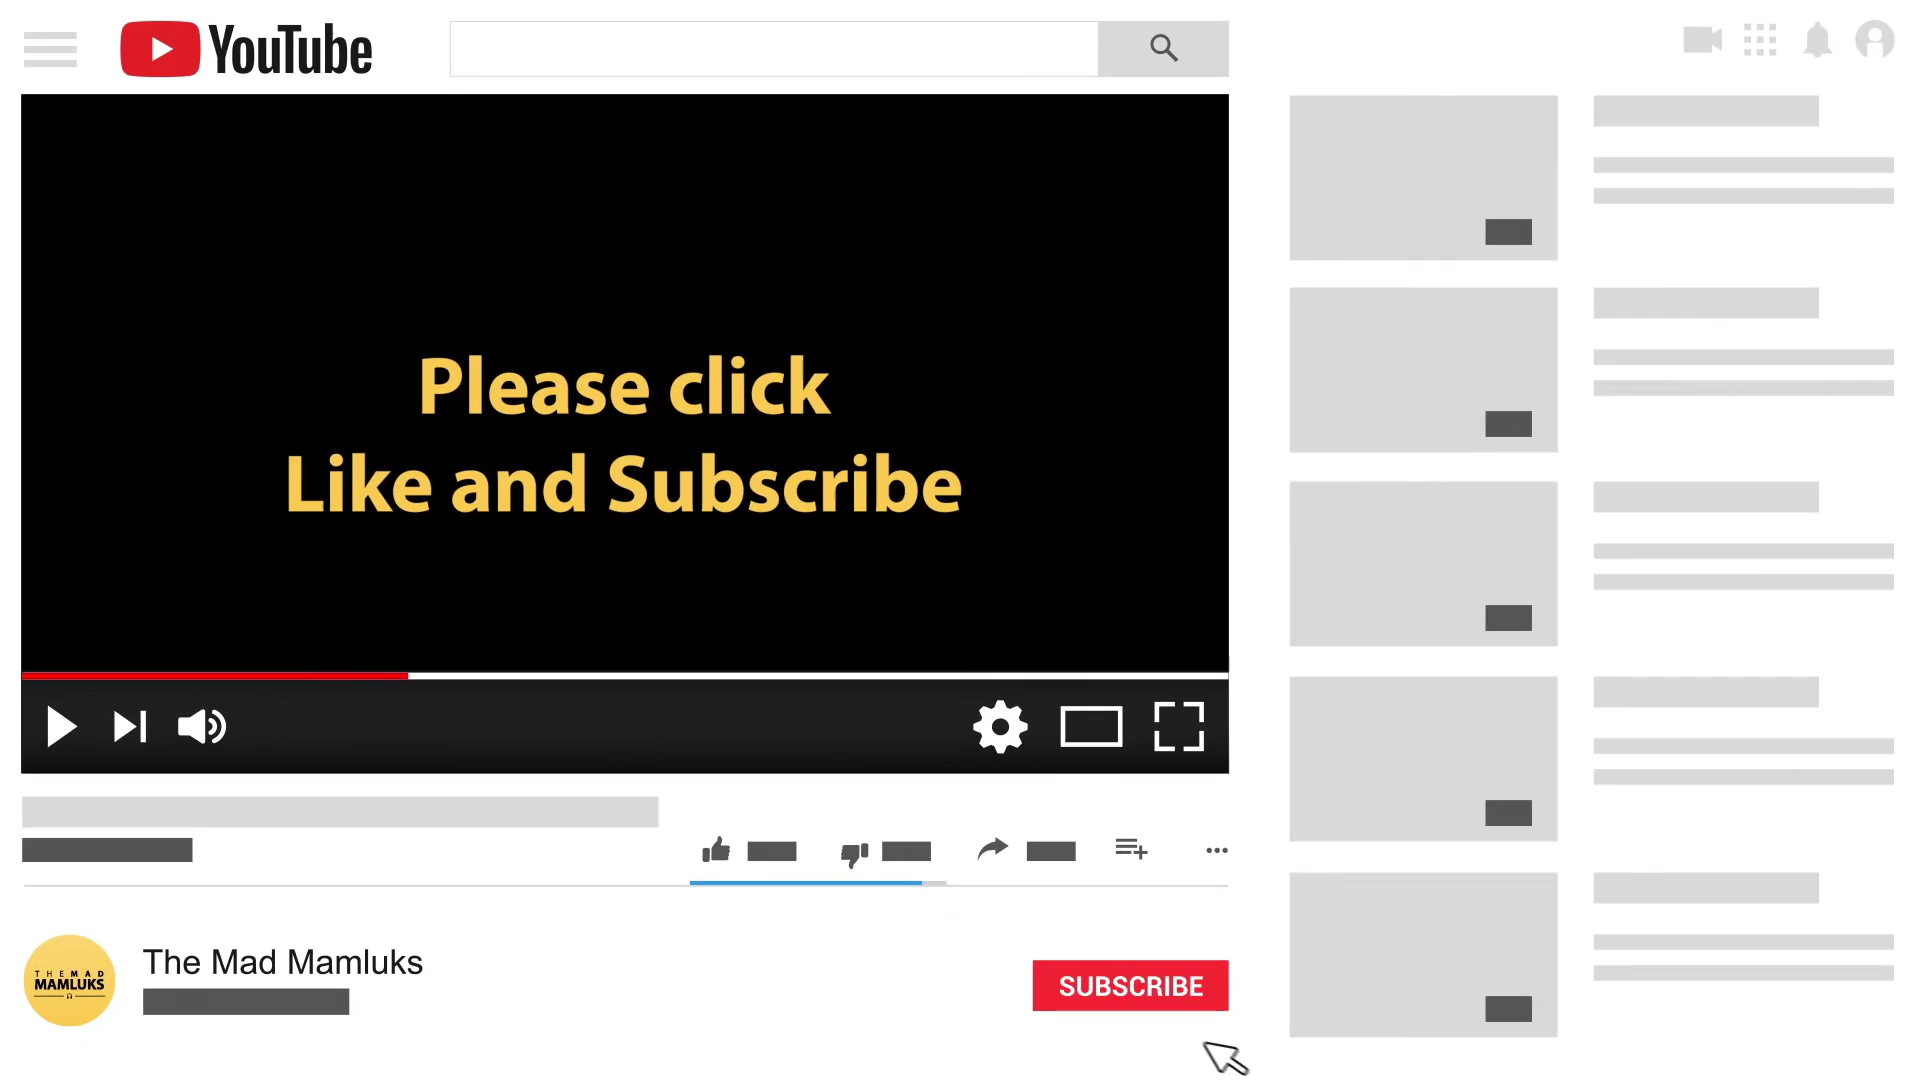 YouTube
Please click
Like and Subscribe
The Mad Mamluks
THE MAD
MAMLUKS
SUBSCRIBE